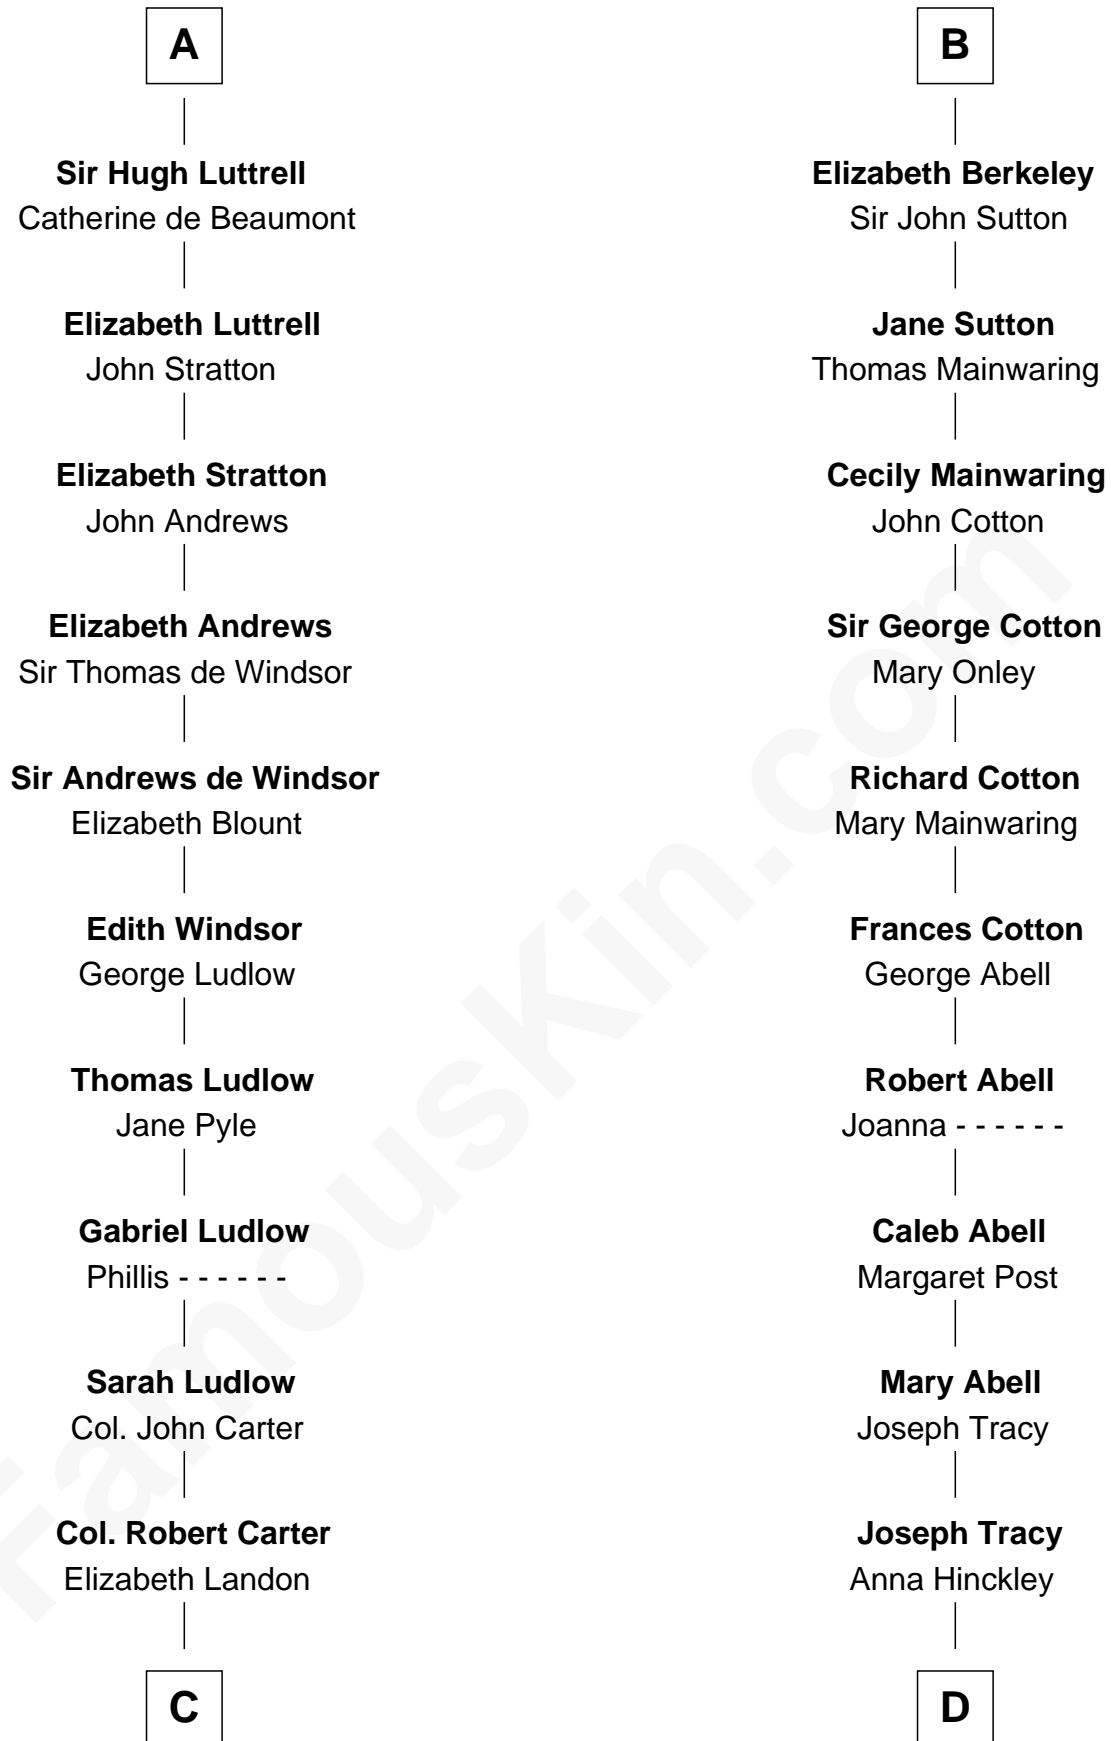 A
Sir Hugh Luttrell
Catherine de Beaumont
Elizabeth Luttrell
John Stratton
Elizabeth Stratton
John Andrews
Elizabeth Andrews
Sir Thomas de Windsor
Sir Andrews de Windsor
Elizabeth Blount
Edith Windsor
George Ludlow
Thomas Ludlow
Jane Pyle
Gabriel Ludlow
Phillis - - - - - -
Sarah Ludlow
Col. John Carter
Col. Robert Carter
Elizabeth Landon
C
B
Elizabeth Berkeley
Sir John Sutton
Jane Sutton
Thomas Mainwaring
Cecily Mainwaring
John Cotton
Sir George Cotton
Mary Onley
Richard Cotton
Mary Mainwaring
Frances Cotton
George Abell
Robert Abell
Joanna - - - - - -
Caleb Abell
Margaret Post
Mary Abell
Joseph Tracy
Joseph Tracy
Anna Hinckley
D
FamousKin.com